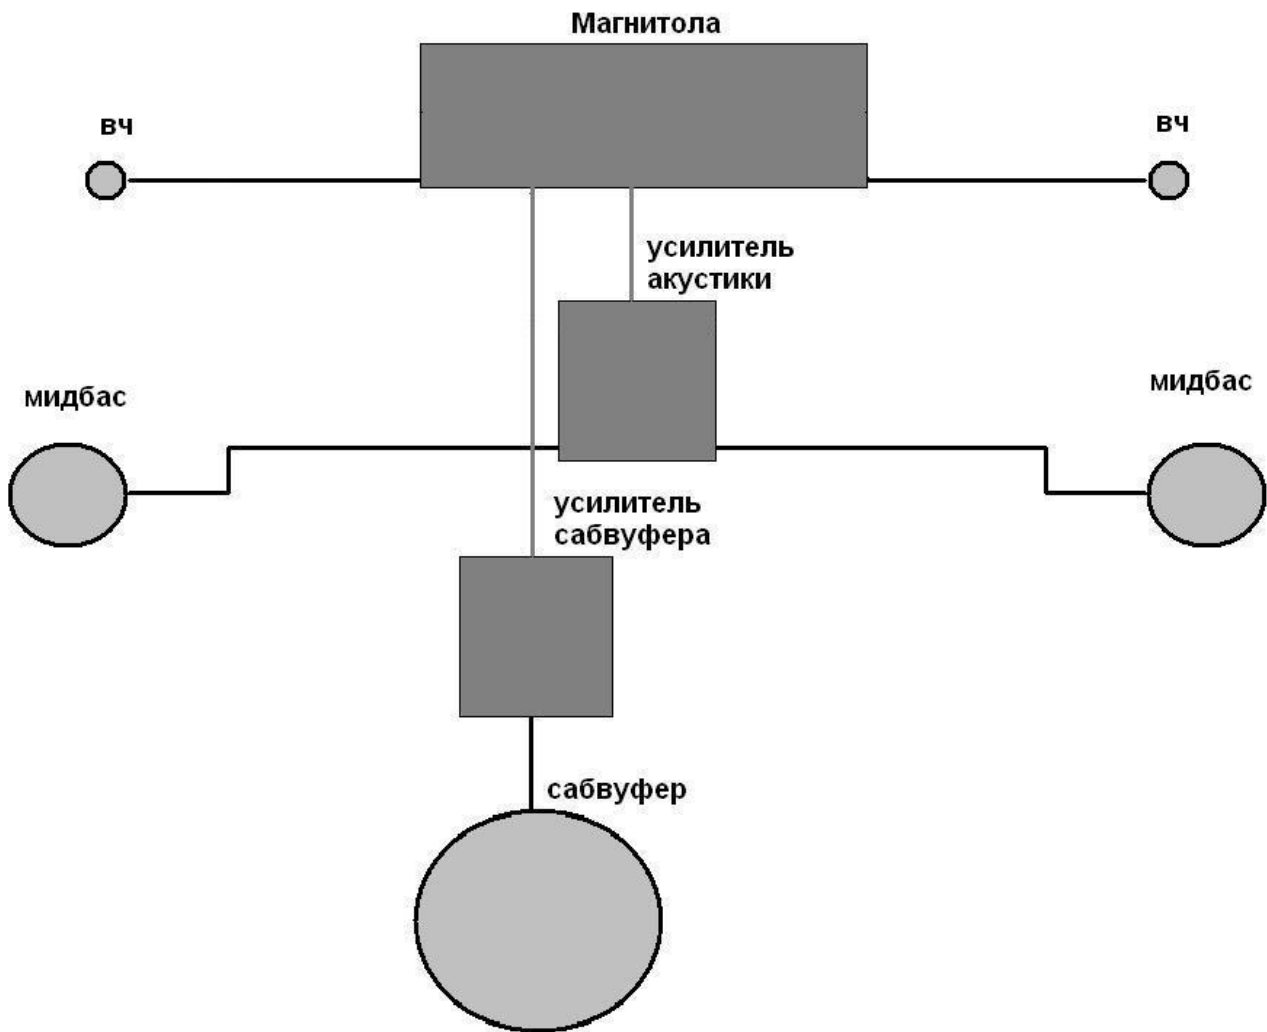 Магнитола
вч
вч
усилитель
акустики
мидбас
мидбас
усилитель
сабвуфера
сабвуфер